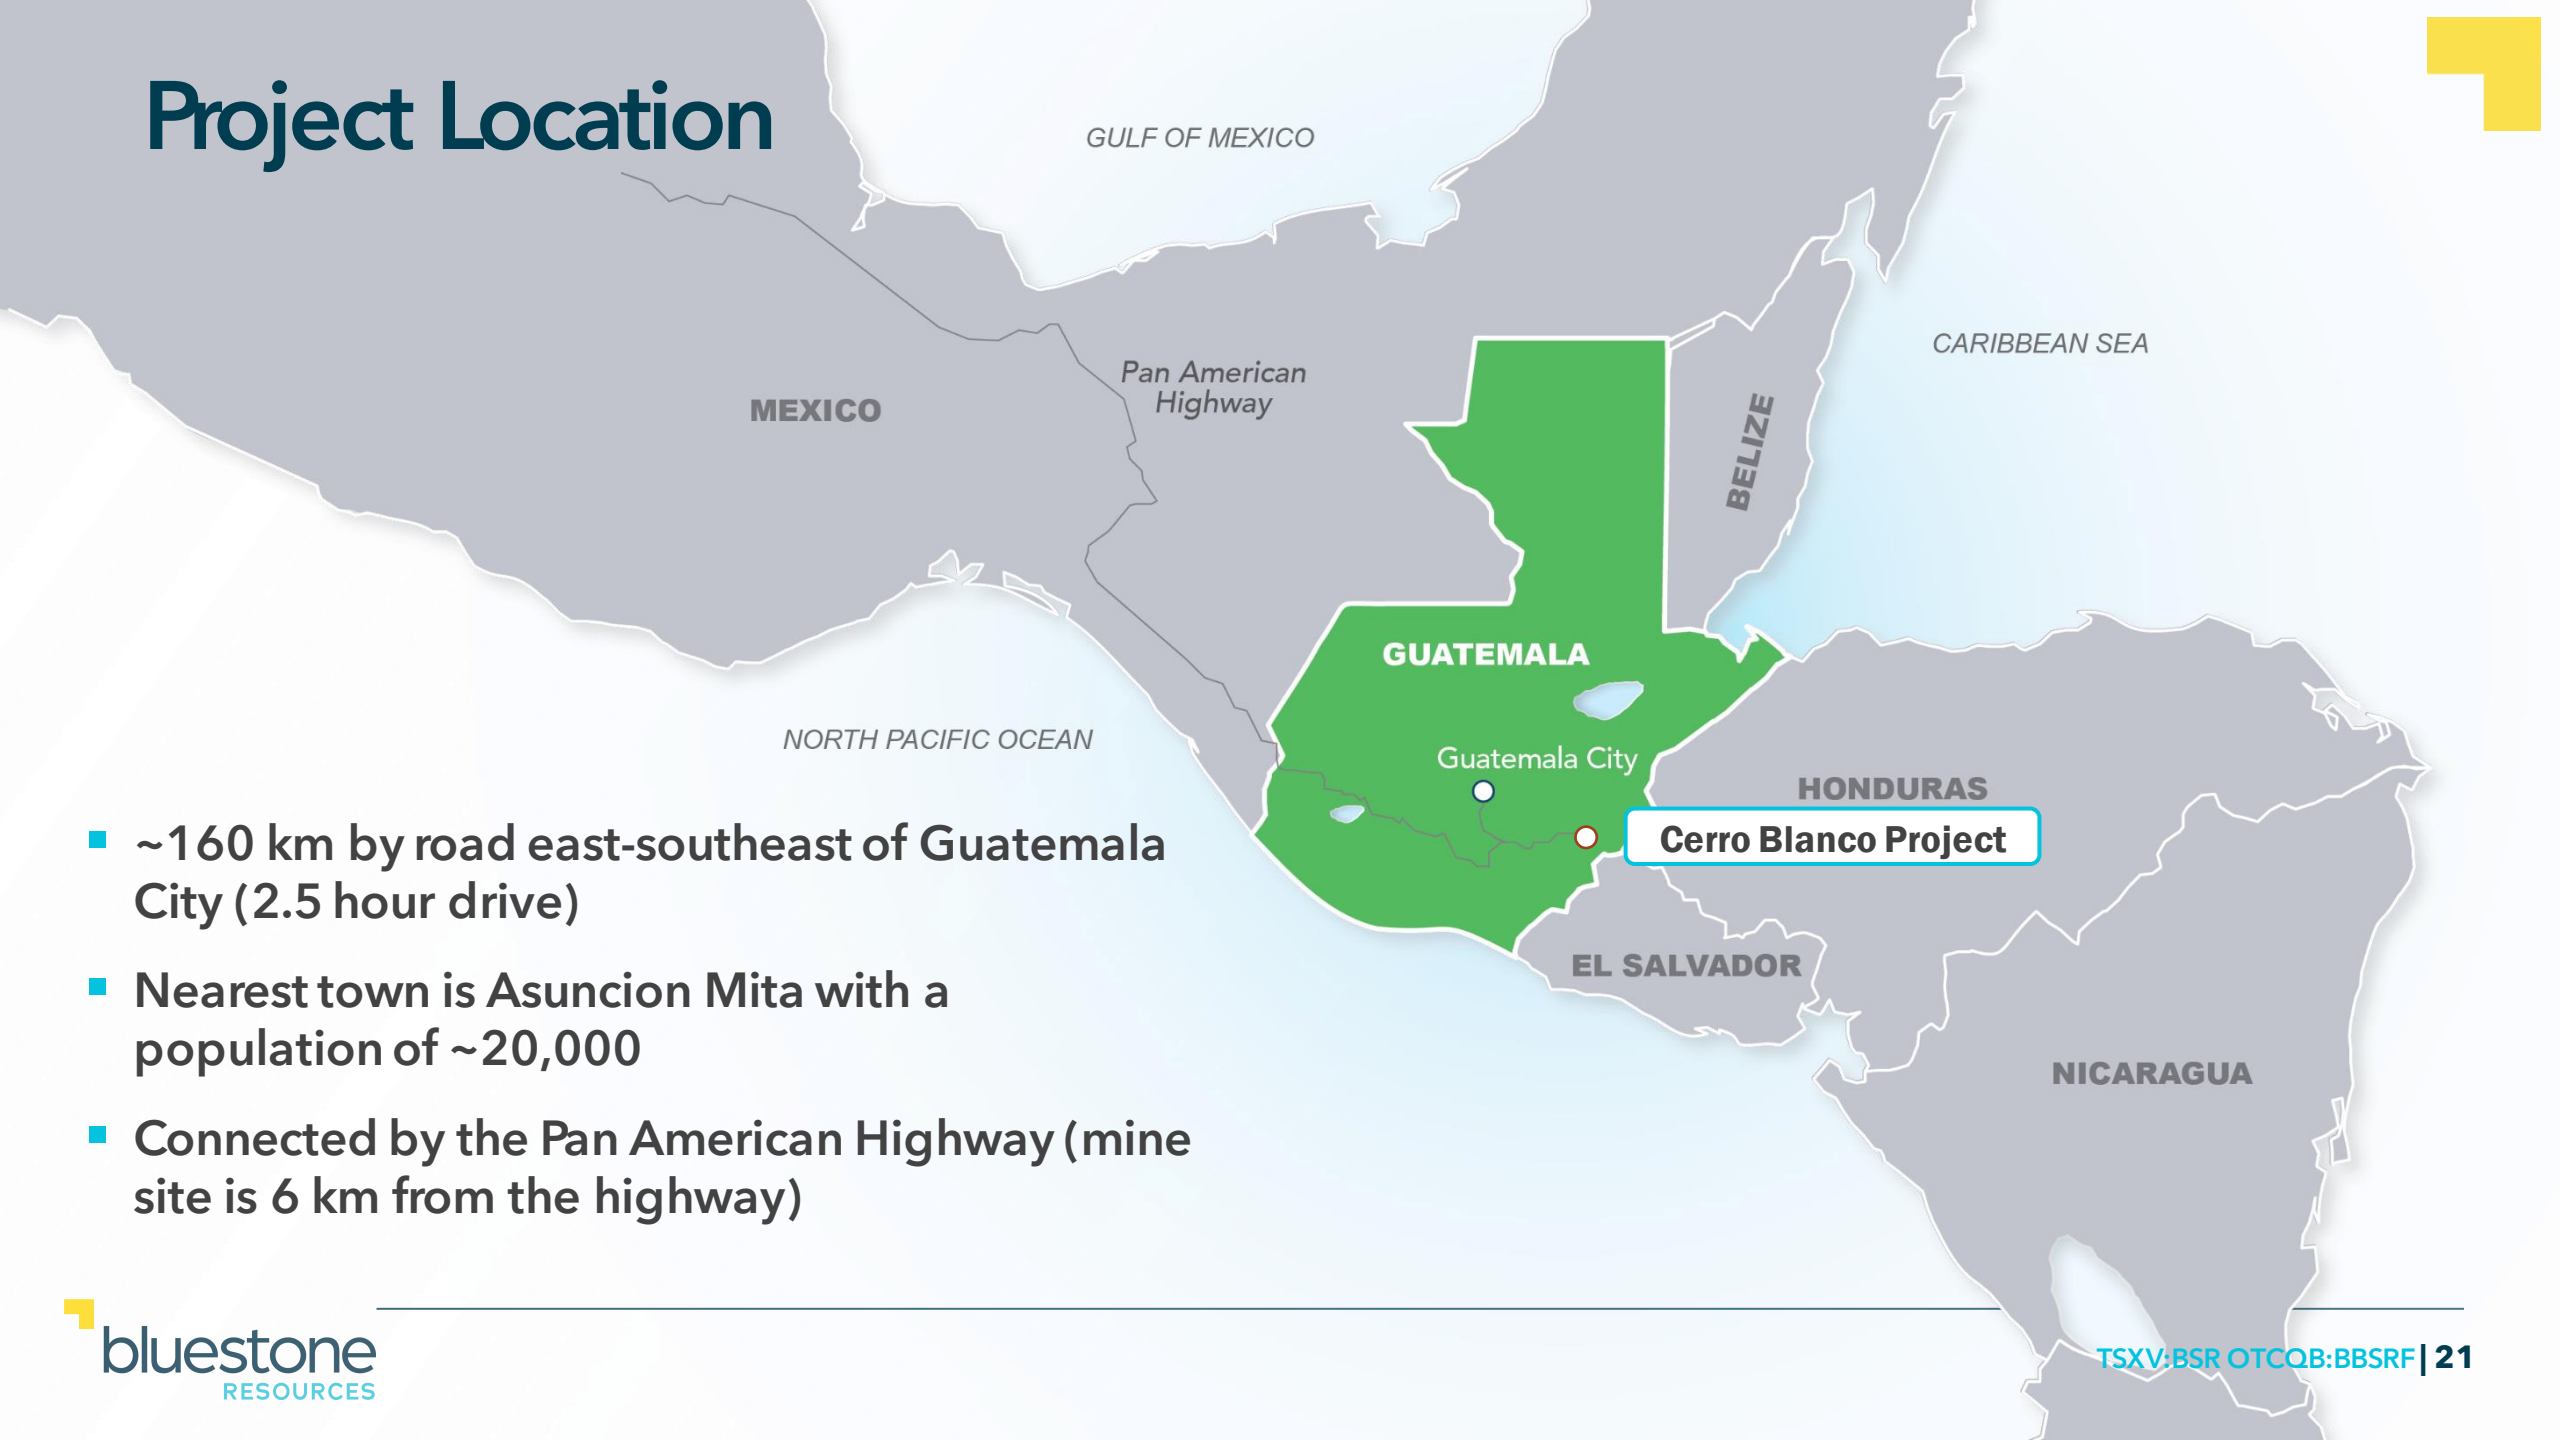 Project Location
GULF OF MEXICO
CARIBBEAN SEA
Pan American
Highway
MEXICO
BELIZE
GUATEMALA
NORTH PACIFIC OCEAN
Guatemala City
HONDURAS
Cerro Blanco Project
EL SALVADOR
NICARAGUA
~160 km by road east-southeast of Guatemala
City (2.5 hour drive)
Nearest town is Asuncion Mita with a
population of ~20,000
Connected by the Pan American Highway (mine
site is 6 km from the highway)
bluestone
RESOURCES
TSXV:BSR OTCQB:BBSRF | 21